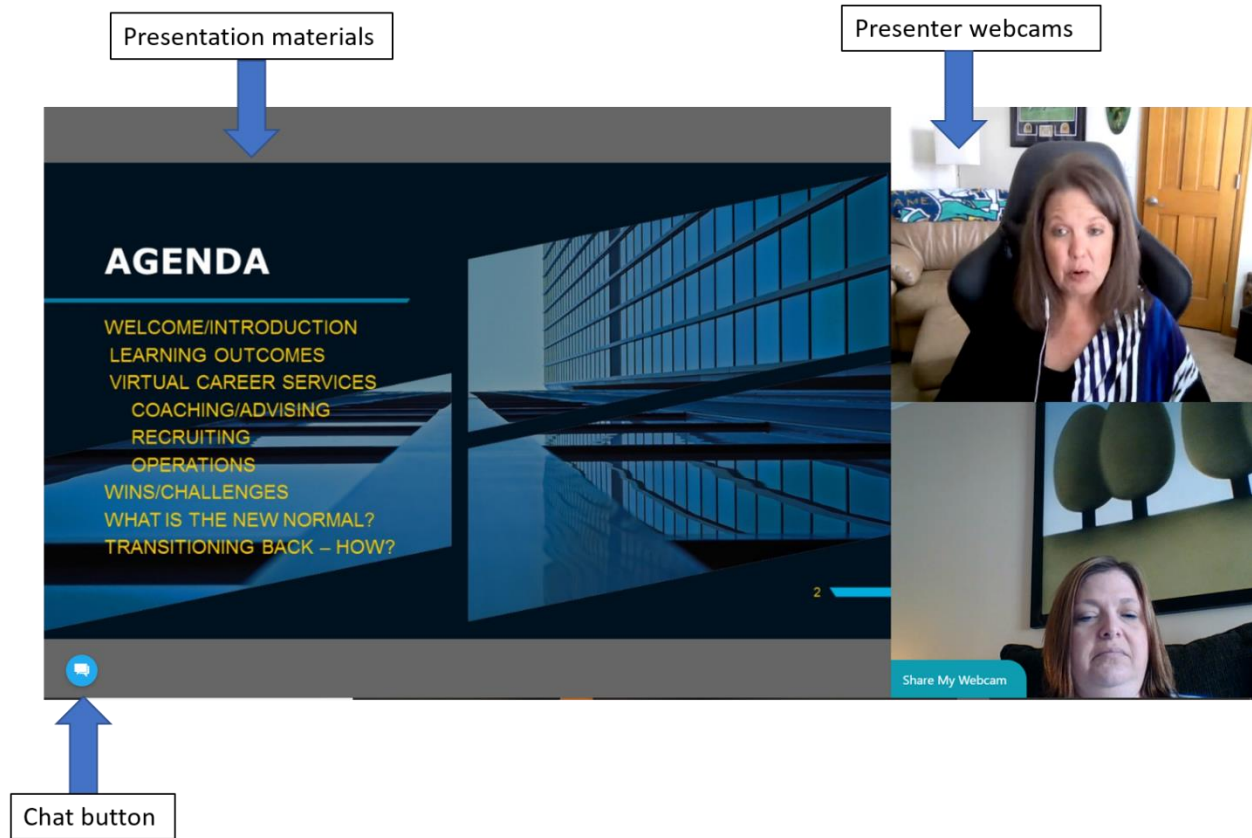 Presentation materials
Presenter webcams
AGENDA
WELCOME/INTRODUCTION
LEARNING OUTCOMES
VIRTUAL CAREER SERVICES
COACHING/ADVISING
RECRUITING
OPERATIONS
WINS/CHALLENGES
WHAT IS THE NEW NORMAL?
TRANSITIONING BACK – HOW?
2
AME
Share My Webcam
Chat button